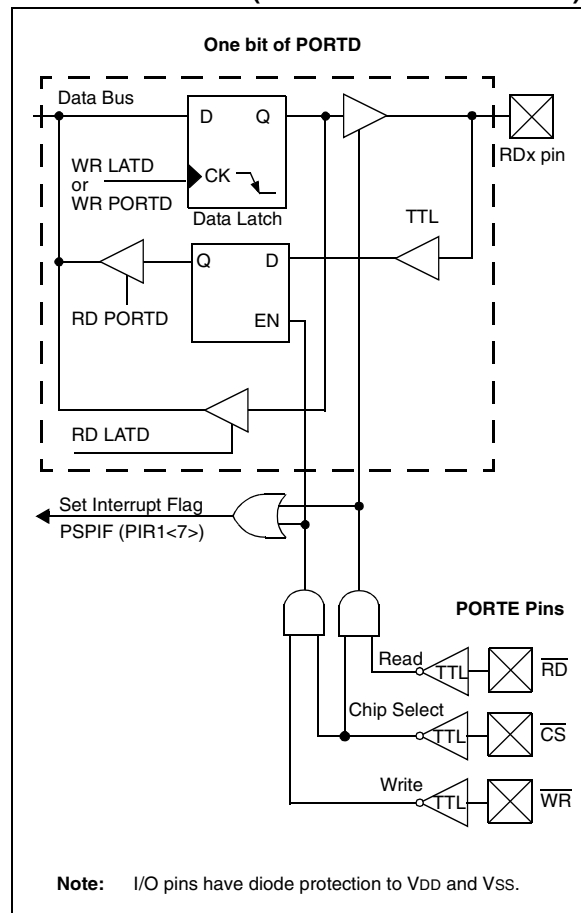 One bit of PORTD
Data Bus
D Q
RDx pin
WR LATD
or
WR PORTD
CK
Data Latch
TTL
Q D
EN
RD PORTD
RD LATD
Set Interrupt Flag
PSPIF (PIR1<7>)
PORTE Pins
Read
TTL
RD
Chip Select
TTL
CS
Write
TTL
WR
Note: I/O pins have diode protection to VDD and VSS.